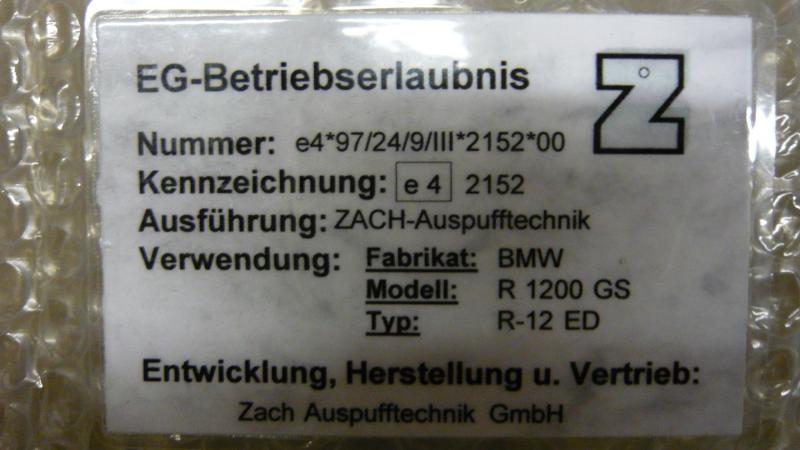 EG-Betriebserlaubnis
Z
Nummer: e4*97/24/9/III*2152*00
Kennzeichnung: e 4 2152
Ausführung: ZACH-Auspufftechnik
Verwendung: Fabrikat: BMW
Modell: R 1200 GS
Typ: R-12 ED
Entwicklung, Herstellung u. Vertrieb:
Zach Auspufftechnik GmbH